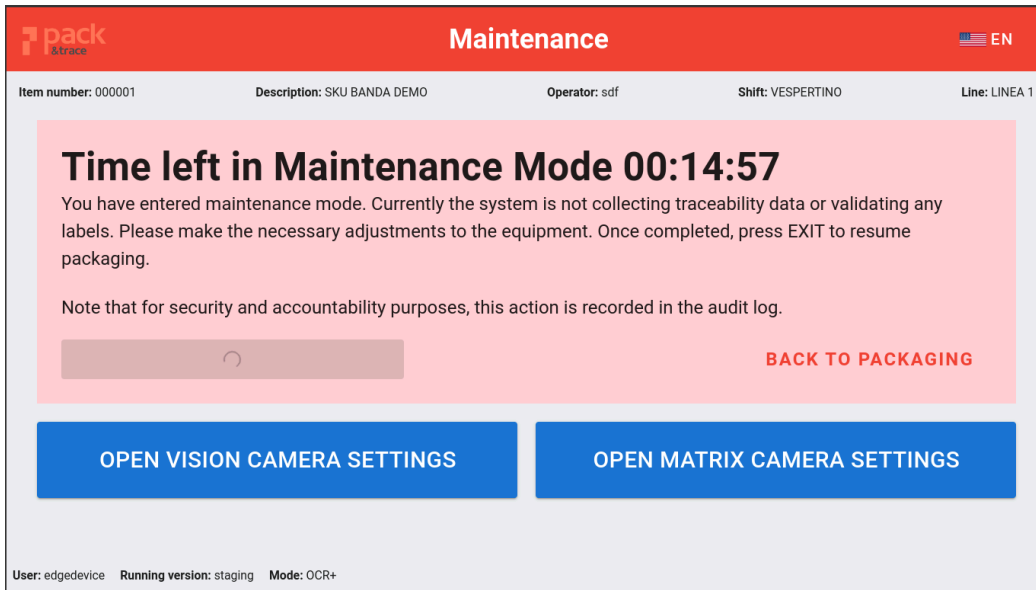 pack
&trace
Maintenance
EN
Item number: 000001 Description: SKU BANDA DEMO Operator: sdf Shift: VESPERTINO Line: LINEA 1
Time left in Maintenance Mode 00:14:57
You have entered maintenance mode. Currently the system is not collecting traceability data or validating any
labels. Please make the necessary adjustments to the equipment. Once completed, press EXIT to resume
packaging.
Note that for security and accountability purposes, this action is recorded in the audit log.
BACK TO PACKAGING
OPEN VISION CAMERA SETTINGS
OPEN MATRIX CAMERA SETTINGS
User: edgedevice Running version: staging Mode: OCR+